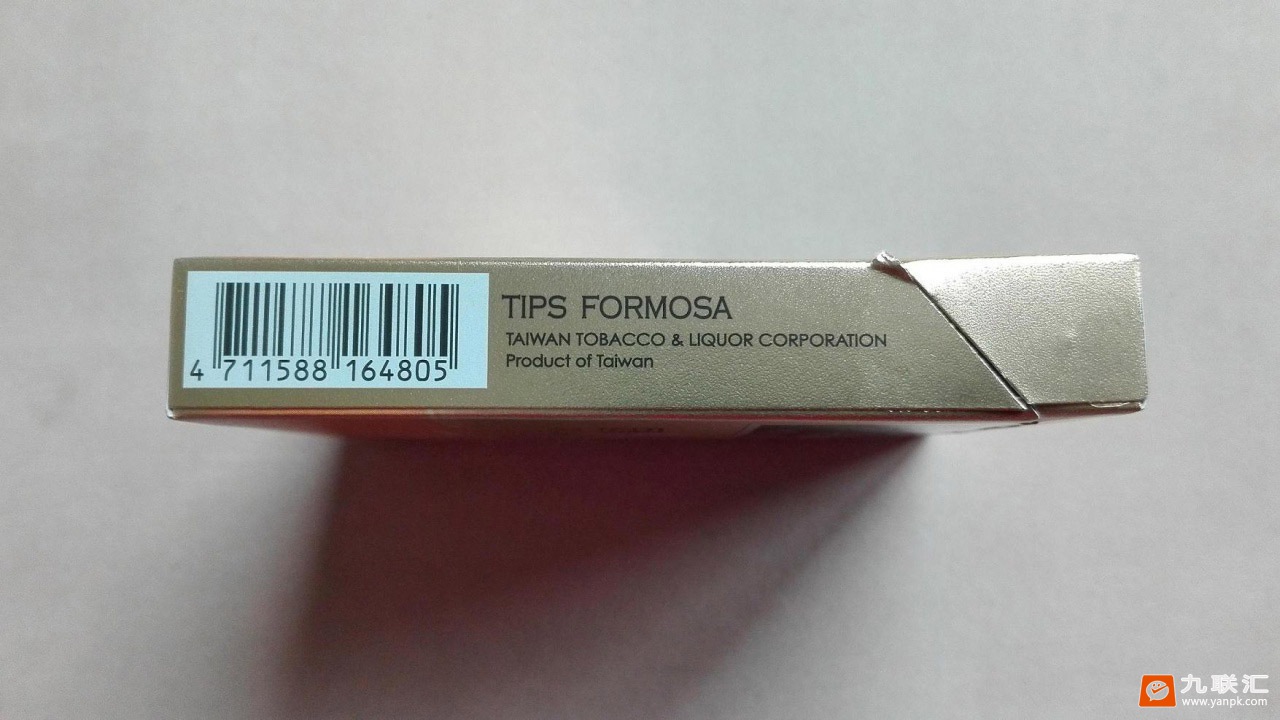 TIPS FORMOSA
TAIWAN TOBACCO & LIQUOR CORPORATION
Product of Taiwan
4 711588 164805
九联汇
www.yanpk.com